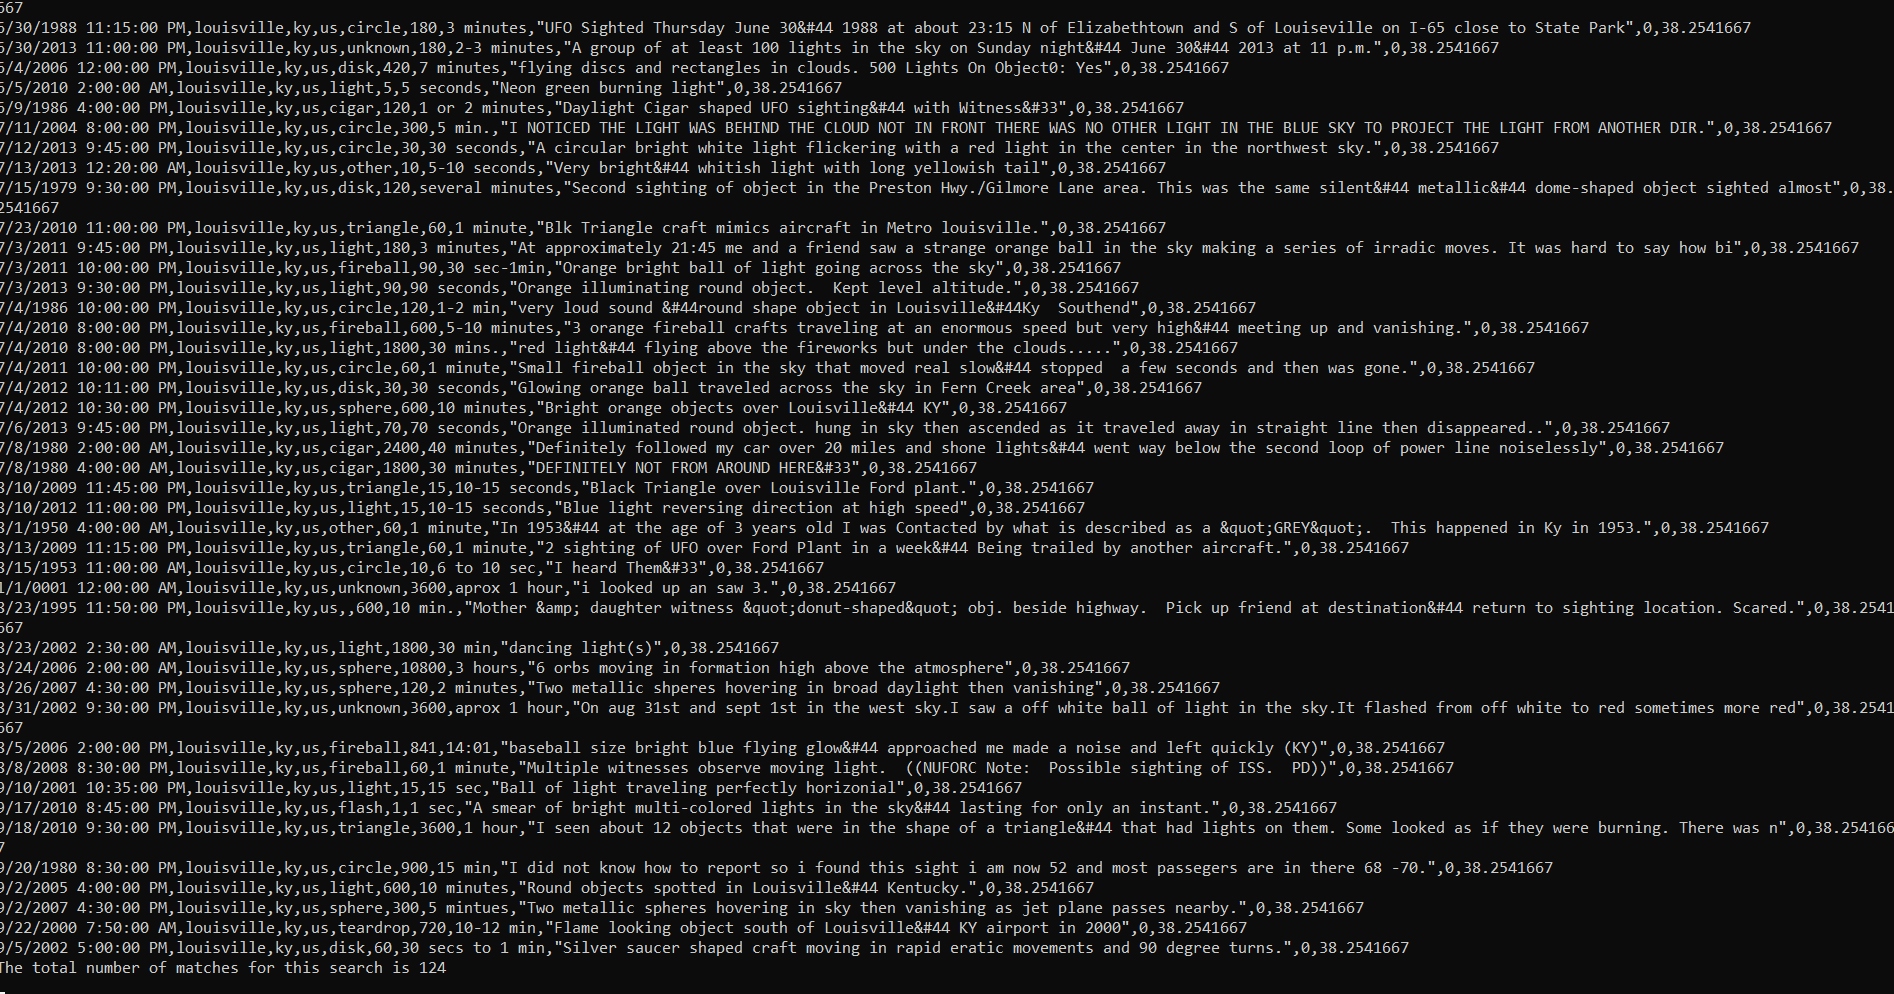 667
6/30/1988 11:15:00 PM,louisville,ky,us,circle,180,3 minutes,"UFO Sighted Thursday June 30&#44 1988 at about 23:15 N of Elizabethtown and S of Louiseville on I-65 close to State Park",0,38.2541667
6/30/2013 11:00:00 PM,louisville,ky,us,unknown,180,2-3 minutes,"A group of at least 100 lights in the sky on Sunday night&#44 June 30&#44 2013 at 11 p.m.",0,38.2541667
6/4/2006 12:00:00 PM,louisville,ky,us,disk,420,7 minutes,"flying discs and rectangles in clouds. 500 Lights On Object0: Yes",0,38.2541667
6/5/2010 2:00:00 AM,louisville,ky,us,light,5,5 seconds,"Neon green burning light",0,38.2541667
6/9/1986 4:00:00 PM,louisville,ky,us,cigar,120,1 or 2 minutes,"Daylight Cigar shaped UFO sighting&#44 with Witness&#33",0,38.2541667
7/11/2004 8:00:00 PM,louisville,ky,us,circle,300,5 min.,"I NOTICED THE LIGHT WAS BEHIND THE CLOUD NOT IN FRONT THERE WAS NO OTHER LIGHT IN THE BLUE SKY TO PROJECT THE LIGHT FROM ANOTHER DIR.",0,38.2541667
7/12/2013 9:45:00 PM,louisville,ky,us,circle,30,30 seconds,"A circular bright white light flickering with a red light in the center in the northwest sky.",0,38.2541667
7/13/2013 12:20:00 AM,louisville,ky,us,other,10,5-10 seconds,"Very bright&#44 whitish light with long yellowish tail",0,38.2541667
7/15/1979 9:30:00 PM,louisville,ky,us,disk,120,several minutes,"Second sighting of object in the Preston Hwy./Gilmore Lane area. This was the same silent&#44 metallic&#44 dome-shaped object sighted almost",0,38.
2541667
7/23/2010 11:00:00 PM,louisville,ky,us,triangle,60,1 minute,"Blk Triangle craft mimics aircraft in Metro louisville.",0,38.2541667
7/3/2011 9:45:00 PM,louisville,ky,us,light,180,3 minutes,"At approximately 21:45 me and a friend saw a strange orange ball in the sky making a series of irradic moves. It was hard to say how bi",0,38.2541667
7/3/2011 10:00:00 PM,louisville,ky,us,fireball,90,30 sec-1min,"Orange bright ball of light going across the sky",0,38.2541667
7/3/2013 9:30:00 PM,louisville,ky,us,light,90,90 seconds,"Orange illuminating round object.  Kept level altitude.",0,38.2541667
7/4/1986 10:00:00 PM,louisville,ky,us,circle,120,1-2 min,"very loud sound &#44round shape object in Louisville&#44Ky  Southend",0,38.2541667
7/4/2010 8:00:00 PM,louisville,ky,us,fireball,600,5-10 minutes,"3 orange fireball crafts traveling at an enormous speed but very high&#44 meeting up and vanishing.",0,38.2541667
7/4/2010 8:00:00 PM,louisville,ky,us,light,1800,30 mins.,"red light&#44 flying above the fireworks but under the clouds.....",0,38.2541667
7/4/2011 10:00:00 PM,louisville,ky,us,circle,60,1 minute,"Small fireball object in the sky that moved real slow&#44 stopped  a few seconds and then was gone.",0,38.2541667
7/4/2012 10:11:00 PM,louisville,ky,us,disk,30,30 seconds,"Glowing orange ball traveled across the sky in Fern Creek area",0,38.2541667
7/4/2012 10:30:00 PM,louisville,ky,us,sphere,600,10 minutes,"Bright orange objects over Louisville&#44 KY",0,38.2541667
7/6/2013 9:45:00 PM,louisville,ky,us,light,70,70 seconds,"Orange illuminated round object. hung in sky then ascended as it traveled away in straight line then disappeared..",0,38.2541667
7/8/1980 2:00:00 AM,louisville,ky,us,cigar,2400,40 minutes,"Definitely followed my car over 20 miles and shone lights&#44 went way below the second loop of power line noiselessly",0,38.2541667
7/8/1980 4:00:00 AM,louisville,ky,us,cigar,1800,30 minutes,"DEFINITELY NOT FROM AROUND HERE&#33",0,38.2541667
8/10/2009 11:45:00 PM,louisville,ky,us,triangle,15,10-15 seconds,"Black Triangle over Louisville Ford plant.",0,38.2541667
8/10/2012 11:00:00 PM,louisville,ky,us,light,15,10-15 seconds,"Blue light reversing direction at high speed",0,38.2541667
8/1/1950 4:00:00 AM,louisville,ky,us,other,60,1 minute,"In 1953&#44 at the age of 3 years old I was Contacted by what is described as a &quot;GREY&quot;.  This happened in Ky in 1953.",0,38.2541667
8/13/2009 11:15:00 PM,louisville,ky,us,triangle,60,1 minute,"2 sighting of UFO over Ford Plant in a week&#44 Being trailed by another aircraft.",0,38.2541667
8/15/1953 11:00:00 AM,louisville,ky,us,circle,10,6 to 10 sec,"I heard Them&#33",0,38.2541667
1/1/0001 12:00:00 AM,louisville,ky,us,unknown,3600,aprox 1 hour,"i looked up an saw 3.",0,38.2541667
8/23/1995 11:50:00 PM,louisville,ky,us,,600,10 min.,"Mother &amp; daughter witness &quot;donut-shaped&quot; obj. beside highway.  Pick up friend at destination&#44 return to sighting location. Scared.",0,38.2541
667
8/23/2002 2:30:00 AM,louisville,ky,us,light,1800,30 min,"dancing light(s)",0,38.2541667
8/24/2006 2:00:00 AM,louisville,ky,us,sphere,10800,3 hours,"6 orbs moving in formation high above the atmosphere",0,38.2541667
8/26/2007 4:30:00 PM,louisville,ky,us,sphere,120,2 minutes,"Two metallic shperes hovering in broad daylight then vanishing",0,38.2541667
8/31/2002 9:30:00 PM,louisville,ky,us,unknown,3600,aprox 1 hour,"On aug 31st and sept 1st in the west sky.I saw a off white ball of light in the sky.It flashed from off white to red sometimes more red",0,38.2541
667
8/5/2006 2:00:00 PM,louisville,ky,us,fireball,841,14:01,"baseball size bright blue flying glow&#44 approached me made a noise and left quickly (KY)",0,38.2541667
8/8/2008 8:30:00 PM,louisville,ky,us,fireball,60,1 minute,"Multiple witnesses observe moving light.  ((NUFORC Note:  Possible sighting of ISS.  PD))",0,38.2541667
9/10/2001 10:35:00 PM,louisville,ky,us,light,15,15 sec,"Ball of light traveling perfectly horizonial",0,38.2541667
9/17/2010 8:45:00 PM,louisville,ky,us,flash,1,1 sec,"A smear of bright multi-colored lights in the sky&#44 lasting for only an instant.",0,38.2541667
9/18/2010 9:30:00 PM,louisville,ky,us,triangle,3600,1 hour,"I seen about 12 objects that were in the shape of a triangle&#44 that had lights on them. Some looked as if they were burning. There was n",0,38.254166
7
9/20/1980 8:30:00 PM,louisville,ky,us,circle,900,15 min,"I did not know how to report so i found this sight i am now 52 and most passegers are in there 68 -70.",0,38.2541667
9/2/2005 4:00:00 PM,louisville,ky,us,light,600,10 minutes,"Round objects spotted in Louisville&#44 Kentucky.",0,38.2541667
9/2/2007 4:30:00 PM,louisville,ky,us,sphere,300,5 mintues,"Two metallic spheres hovering in sky then vanishing as jet plane passes nearby.",0,38.2541667
9/22/2000 7:50:00 AM,louisville,ky,us,teardrop,720,10-12 min,"Flame looking object south of Louisville&#44 KY airport in 2000",0,38.2541667
9/5/2002 5:00:00 PM,louisville,ky,us,disk,60,30 secs to 1 min,"Silver saucer shaped craft moving in rapid eratic movements and 90 degree turns.",0,38.2541667
The total number of matches for this search is 124